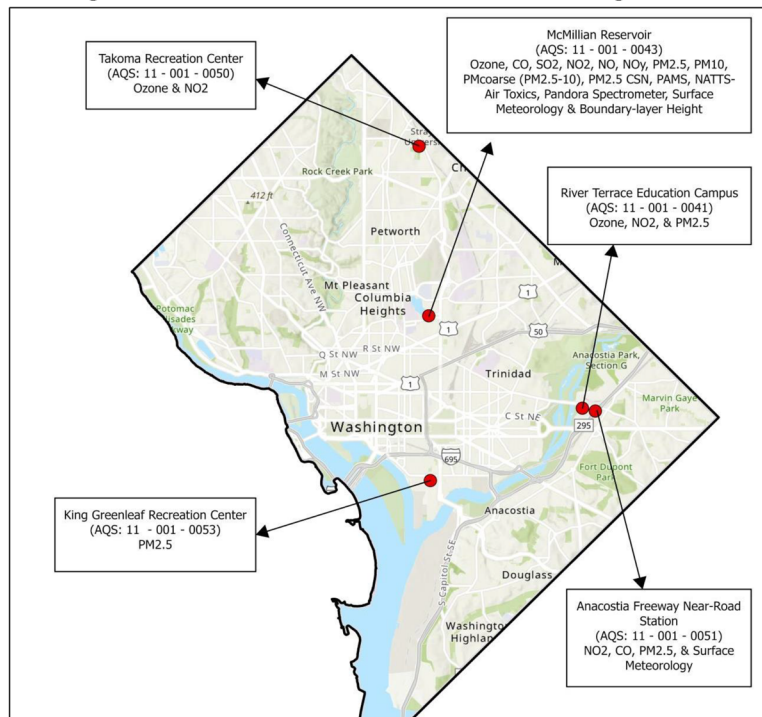 McMillian Reservoir
(AQS: 11 - 001 - 0043)
Ozone, CO, SO2, NO2, NO, NOy, PM2.5, PM10,
PMcoarse (PM2.5-10), PM2.5 CSN, PAMS, NATTS-
Air Toxics, Pandora Spectrometer, Surface
Meteorology & Boundary-layer Height
Takoma Recreation Center
(AQS: 11 - 001 - 0050)
Ozone & NO2
River Terrace Education Campus
(AQS: 11 - 001 - 0041)
Ozone, NO2, & PM2.5
Rock Creek Park
412 ft
Connecticut Ave NW
Petworth
Mt Pleasant
Columbia
Heights
1
1
50
Potomac
Q St NW
R St NW
M St NW
1
Trinidad
Anacostia Park,
Section G
Marvin Gaye
Park
C St NE
295
Washington
695
Fort Dupont
Park
Anacostia
King Greenleaf Recreation Center
(AQS: 11 - 001 - 0053)
PM2.5
S Capitol St SE
Douglass
Anacostia Freeway Near-Road
Station
(AQS: 11 - 001 - 0051)
NO2, CO, PM2.5, & Surface
Meteorology